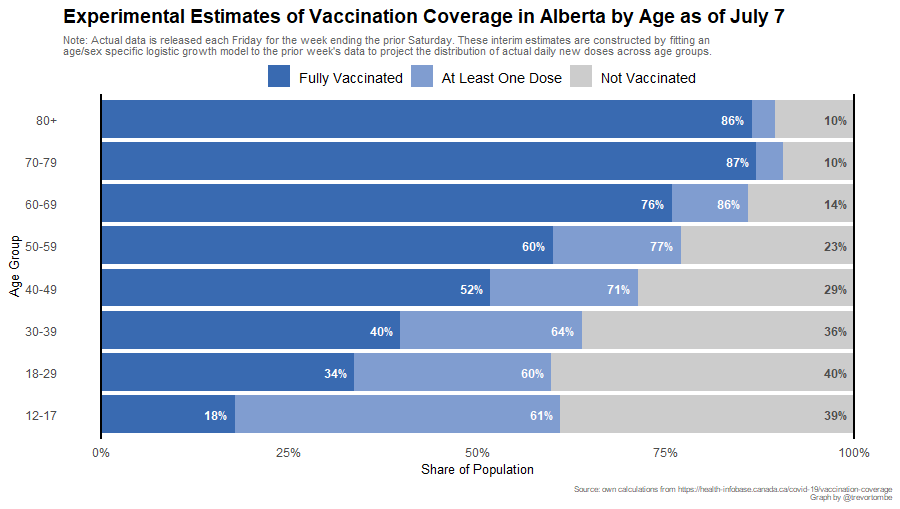 Experimental Estimates of Vaccination Coverage in Alberta by Age as of July 7
Note: Actual data is released each Friday for the week ending the prior Saturday. These interim estimates are constructed by fitting an
age/sex specific logistic growth model to the prior week's data to project the distribution of actual daily new doses across age groups.
Fully Vaccinated At Least One Dose Not Vaccinated
80+ 86% 10%
70-79 87% 10%
60-69 76% 86% 14%
50-59 60% 77% 23%
Age Group
40-49 52% 71% 29%
30-39 40% 64% 36%
18-29 34% 60% 40%
12-17 18% 61% 39%
0% 25% 50% 75% 100%
Share of Population
Source: own calculations from https://health-infobase.canada.ca/covid-19/vaccination-coverage
Graph by @trevortombe